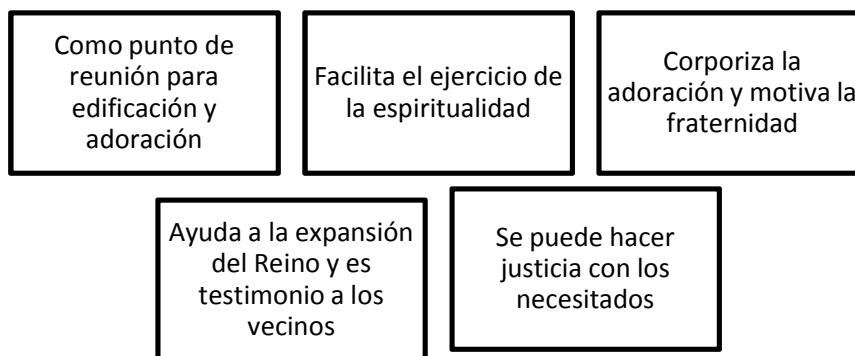 Como punto de
reunión para
edificación y
adoración
Facilita el ejercicio de
la espiritualidad
Corporiza la
adoración y motiva la
fraternidad
Ayuda a la expansión
del Reino y es
testimonio a los
vecinos
Se puede hacer
justicia con los
necesitados